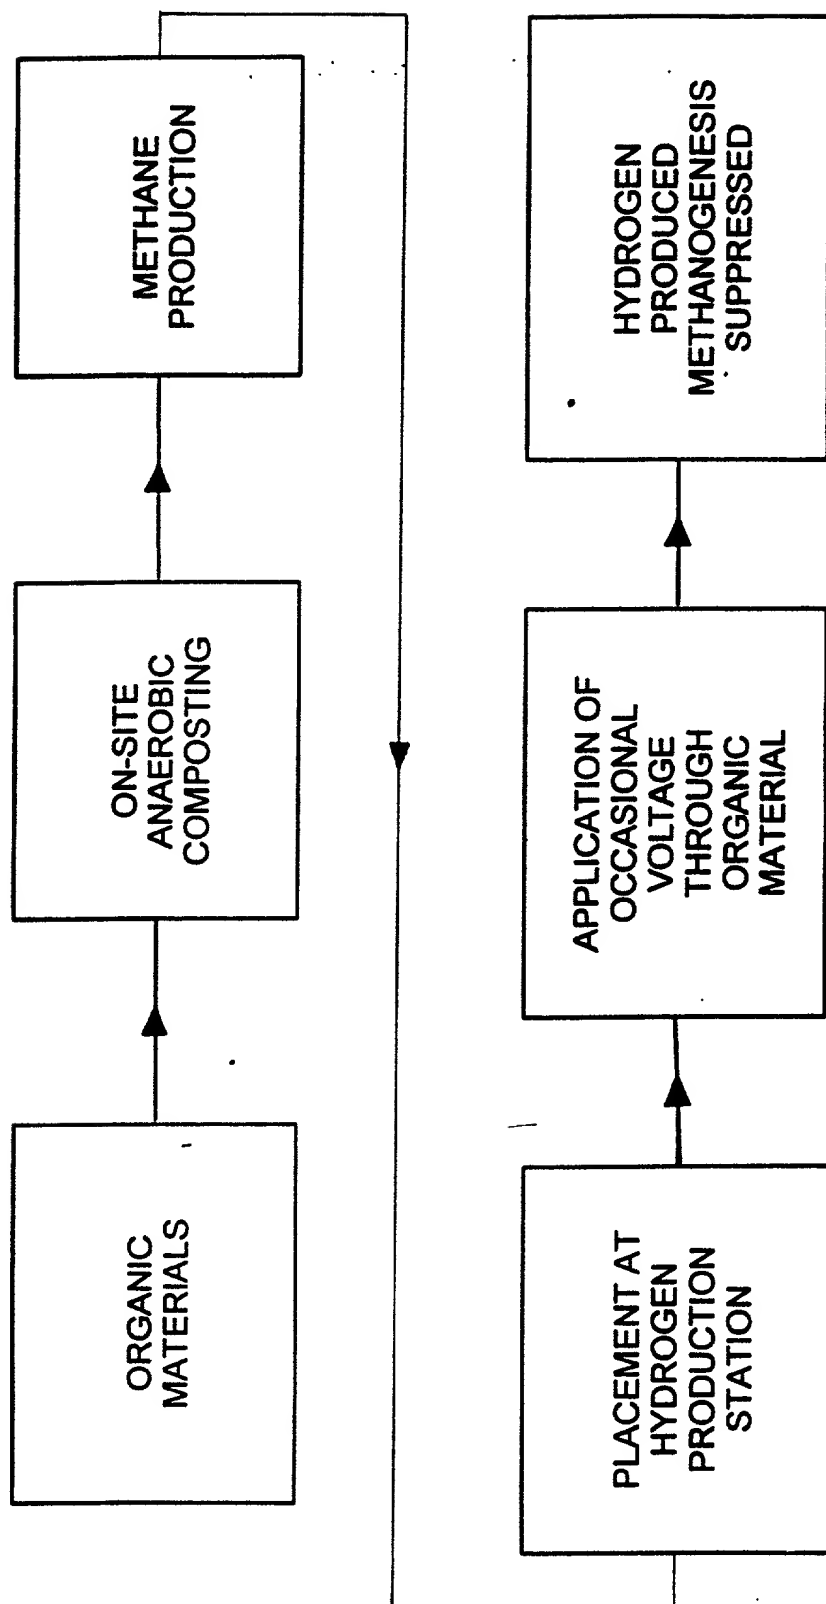 ORGANIC
MATERIALS
ON-SITE
ANAEROBIC
COMPOSTING
METHANE
PRODUCTION
PLACEMENT AT
HYDROGEN
PRODUCTION
STATION
APPLICATION OF
OCCASIONAL
VOLTAGE
THROUGH
ORGANIC
MATERIAL
HYDROGEN
PRODUCED
METHANOGENESIS
SUPPRESSED